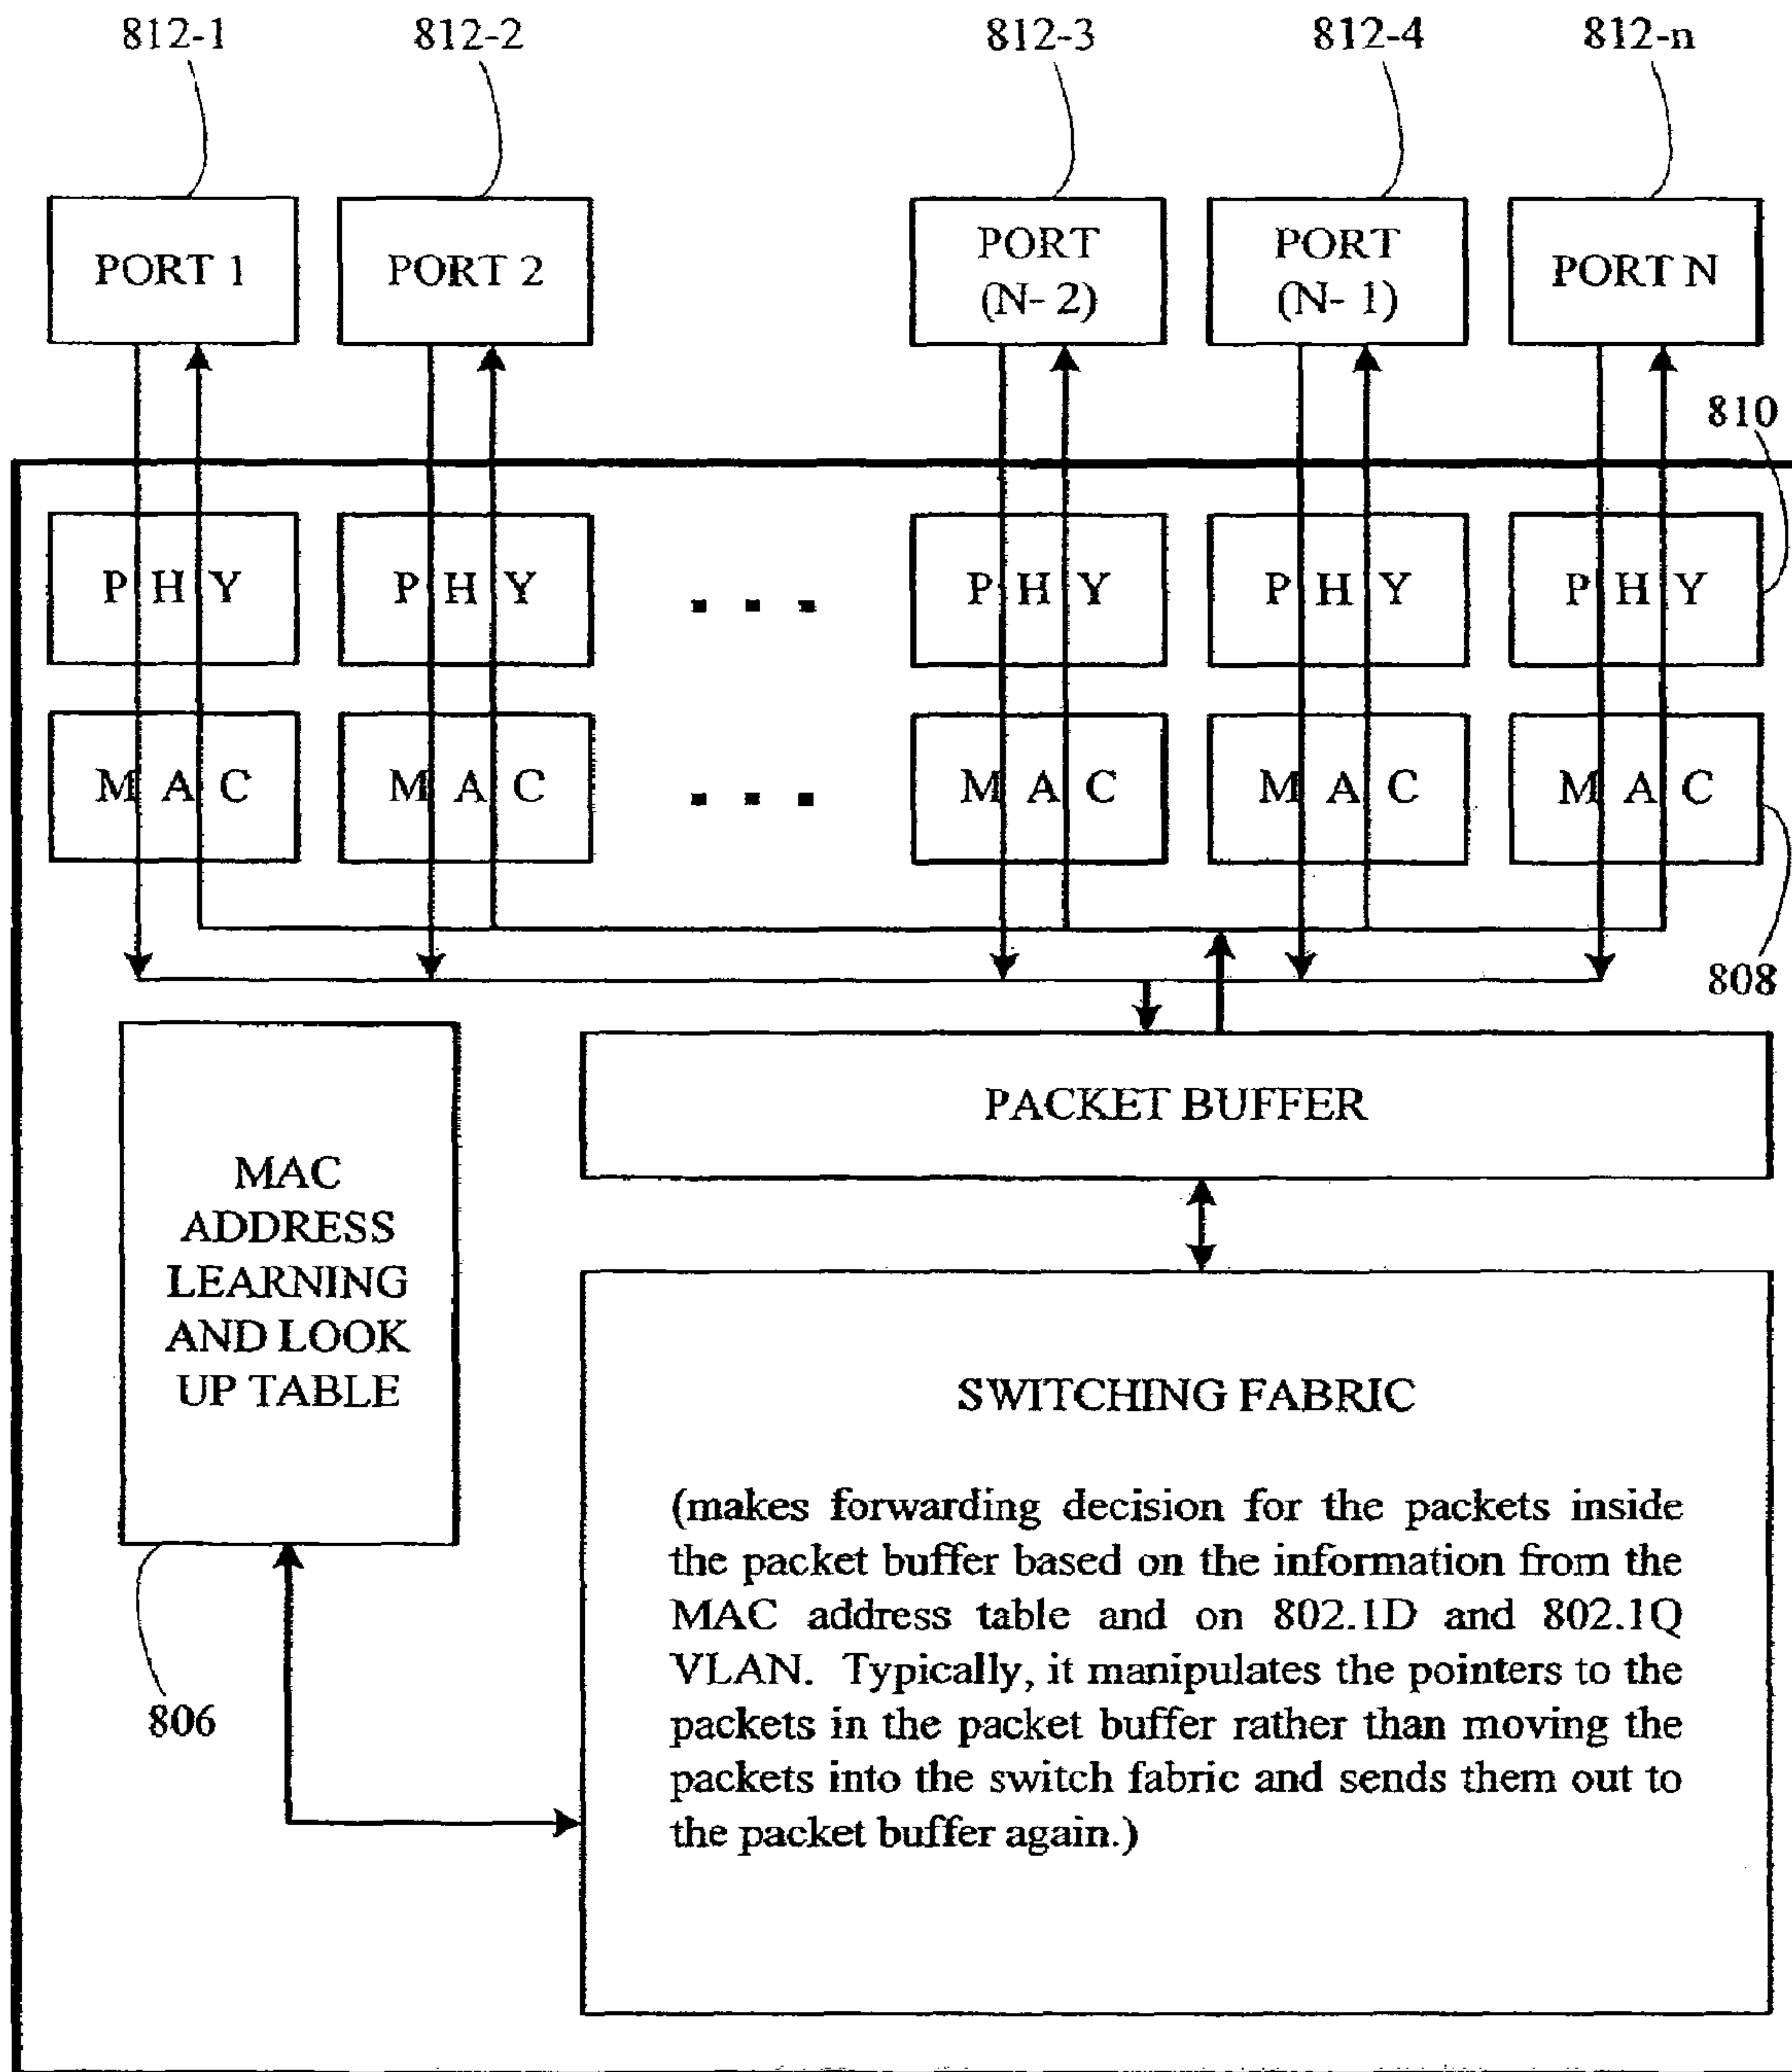 812-1 812-2 812-3 812-4 812-n
PORT 1 PORT 2 PORT (N- 2) PORT (N- 1) PORT N
810
P H Y P H Y . . . P H Y P H Y P H Y
M A C M A C . . . M A C M A C M A C
808
PACKET BUFFER
MAC
ADDRESS
LEARNING
AND LOOK
UP TABLE
806
SWITCHING FABRIC
(makes forwarding decision for the packets inside
the packet buffer based on the information from the
MAC address table and on 802.1D and 802.1Q
VLAN. Typically, it manipulates the pointers to the
packets in the packet buffer rather than moving the
packets into the switch fabric and sends them out to
the packet buffer again.)